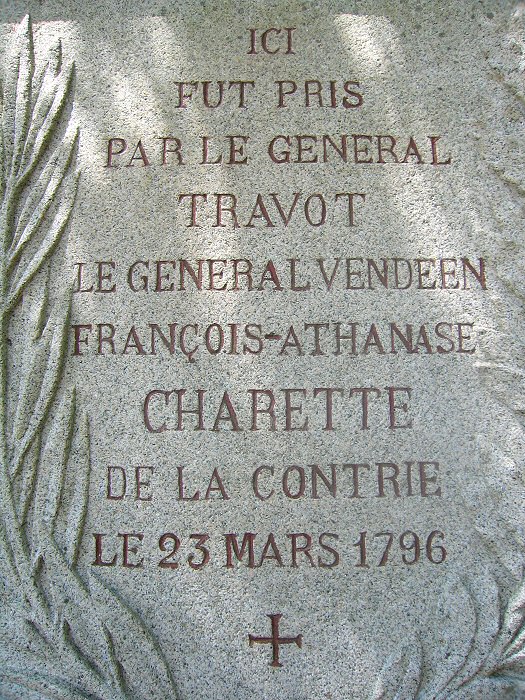 ICI
FUT PRIS
PAR LE GENERAL
TRAVOT
LE GENERAL VENDEEN
FRANÇOIS-ATHANASE
CHARETTE
DE LA CONTRIE
LE 23 MARS 1796